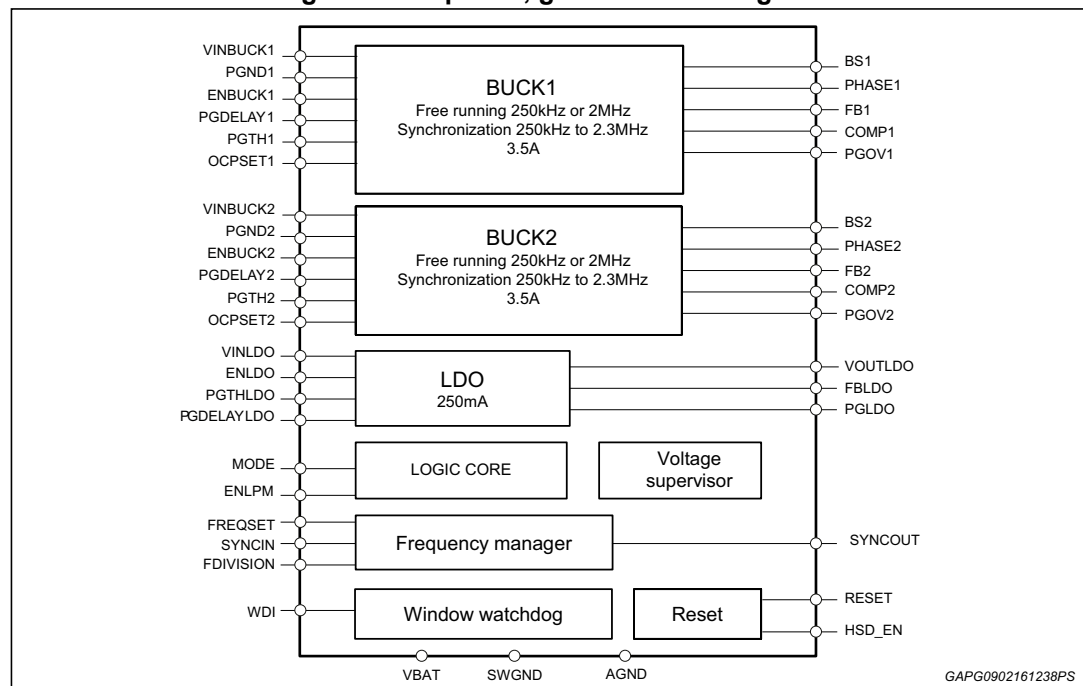 VINBUCK1
PGND1
ENBUCK1
PGDELAY1
PGTH1
OCPSET1
BUCK1
Free running 250kHz or 2MHz
Synchronization 250kHz to 2.3MHz
3.5A
BS1
PHASE1
FB1
COMP1
PGOV1
VINBUCK2
PGND2
ENBUCK2
PGDELAY2
PGTH2
OCPSET2
BUCK2
Free running 250kHz or 2MHz
Synchronization 250kHz to 2.3MHz
3.5A
BS2
PHASE2
FB2
COMP2
PGOV2
VINLDO
ENLDO
PGTHLDO
PGDELAYLDO
LDO
250mA
VOUTLDO
FBLDO
PGLDO
MODE
ENLPM
LOGIC CORE
Voltage
supervisor
FREQSET
SYNCIN
FDIVISION
Frequency manager
SYNCOUT
WDI
Window watchdog
Reset
RESET
HSD_EN
VBAT
SWGND
AGND
GAPG0902161238PS